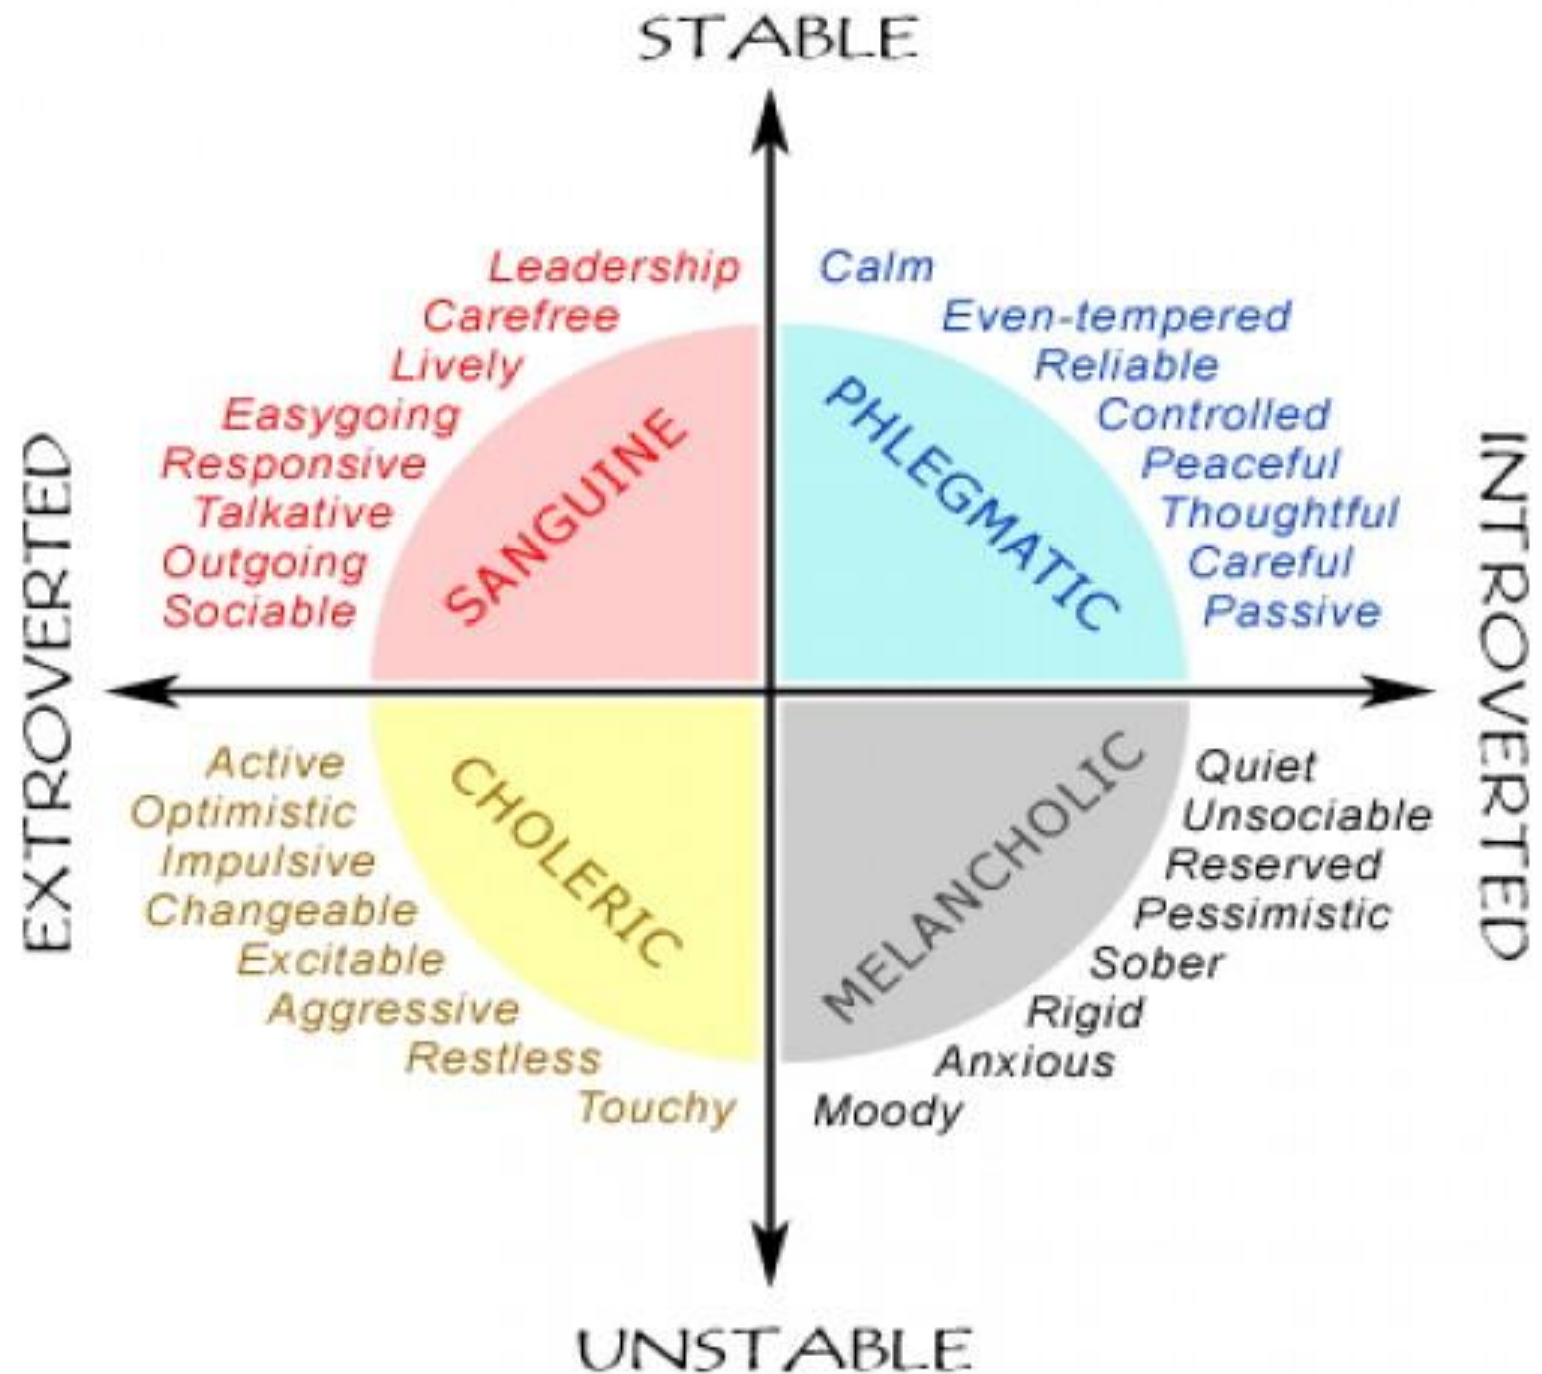 STABLE
Leadership
Carefree
Lively
Easygoing
Responsive
Talkative
Outgoing
Sociable
SANGUINE
Calm
Even-tempered
Reliable
Controlled
Peaceful
Thoughtful
Careful
Passive
PHLEGMATIC
EXTROVERTED
INTROVERTED
Active
Optimistic
Impulsive
Changeable
Excitable
Aggressive
Restless
Touchy
CHOLERIC
Quiet
Unsociable
Reserved
Pessimistic
Sober
Rigid
Anxious
Moody
MELANCHOLIC
UNSTABLE